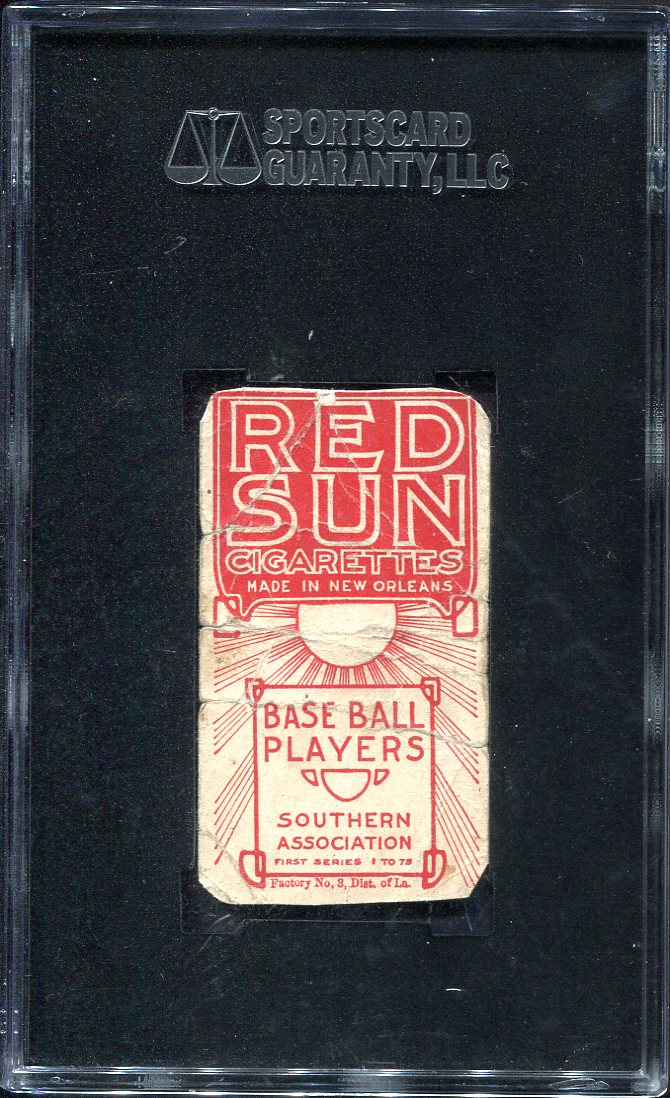 SPORTSCARD
GUARANTY, LLC
RED
SUN
CIGARETTES
MADE IN NEW ORLEANS
BASE BALL
PLAYERS
SOUTHERN
ASSOCIATION
FIRST SERIES 1 TO 75
Factory No. 3, Dist. of La.